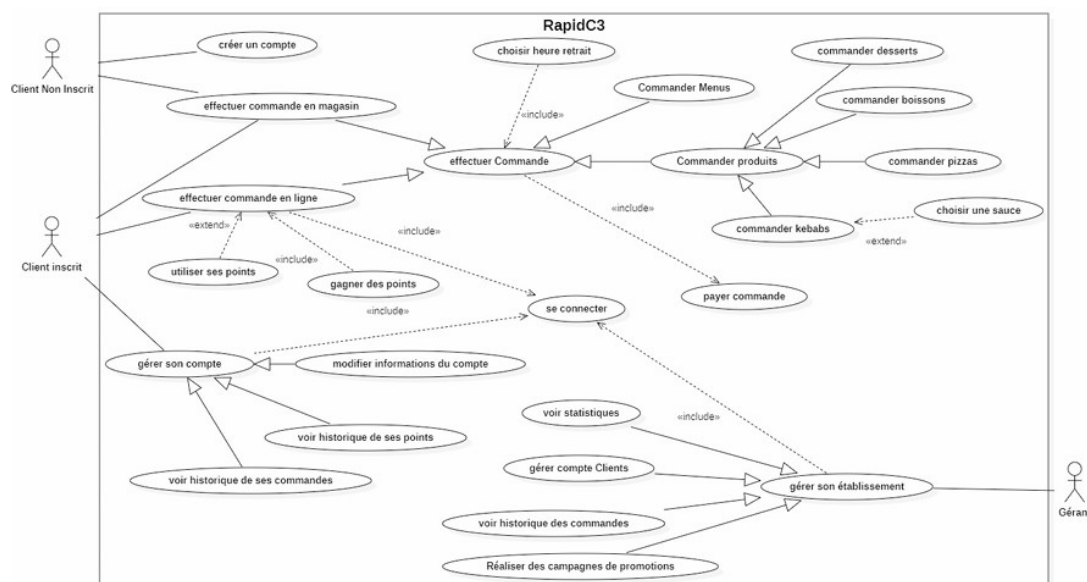 RapidC3
Client Non Inscrit
créer un compte
choisir heure retrait
commander desserts
Commander Menus
effectuer commande en magasin
commander boissons
«include»
effectuer Commande
Commander produits
commander pizzas
effectuer commande en ligne
«include»
choisir une sauce
«extend»
«include»
commander kebabs
«extend»
Client inscrit
«include»
utiliser ses points
gagner des points
payer commande
«include»
se connecter
gérer son compte
modifier informations du compte
voir statistiques
«include»
voir historique de ses points
gérer compte Clients
voir historique de ses commandes
gérer son établissement
Géran
voir historique des commandes
Réaliser des campagnes de promotions